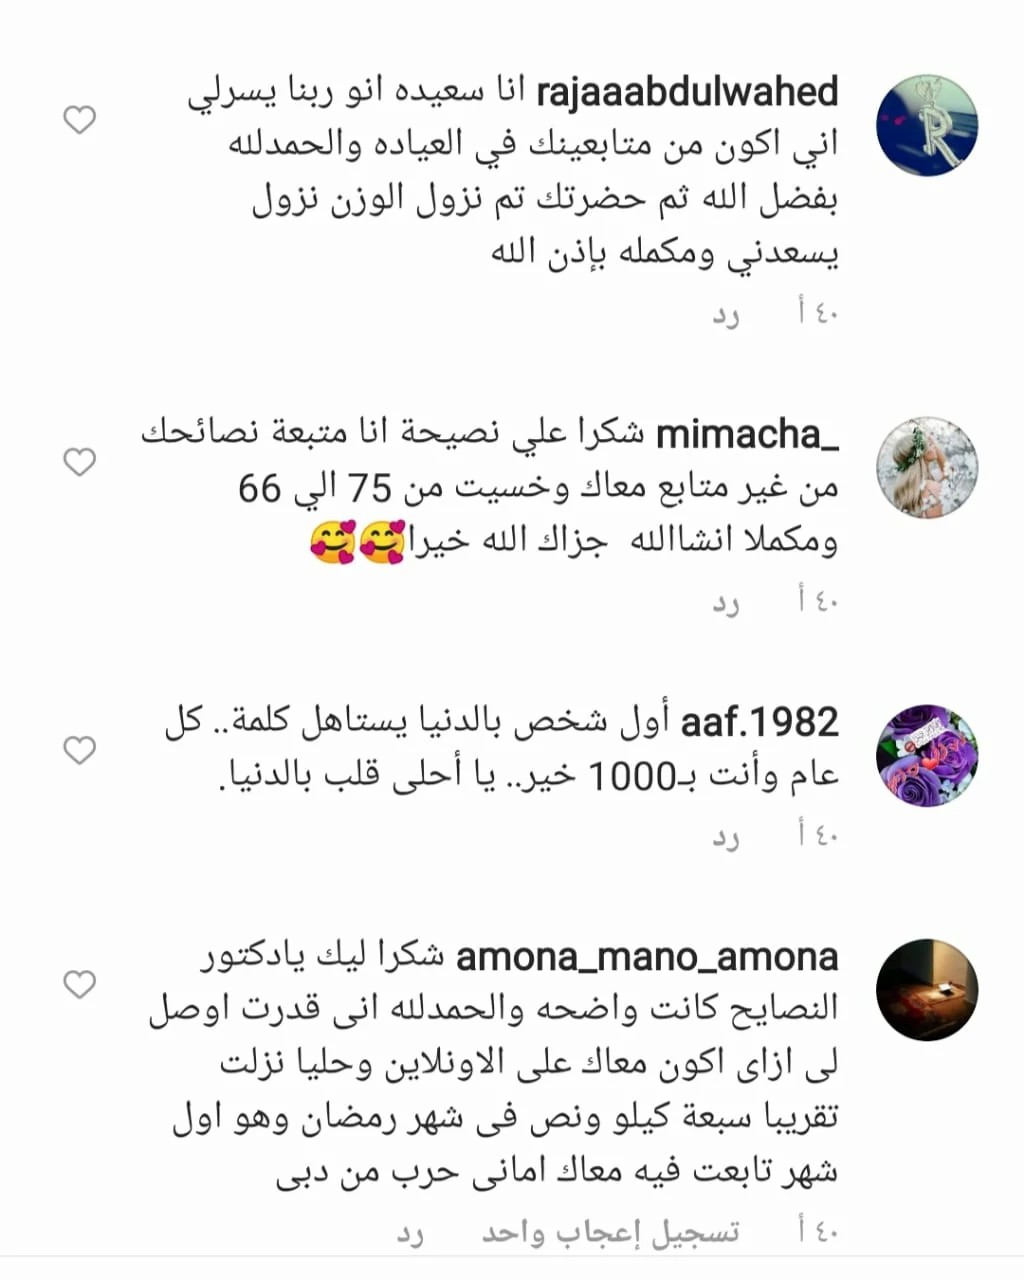 rajaaabdulwahed انا سعيده انو ربنا يسرلي
اني اكون من متابعينك في العياده والحمدلله
بفضل الله ثم حضرتك تم نزول الوزن نزول
يسعدني ومكمله بإذن الله
٤٠ أ رد
mimacha_ شكرا علي نصيحة انا متبعة نصائحك
من غير متابع معاك وخسيت من 75 الي 66
ومكملا انشاالله جزاك الله خيرا🥰🥰
٤٠ أ رد
aaf.1982 أول شخص بالدنيا يستاهل كلمة.. كل
عام وأنت بـ1000 خير.. يا أحلى قلب بالدنيا.
٤٠ أ رد
amona_mano_amona شكرا ليك يادكتور
النصايح كانت واضحه والحمدلله انى قدرت اوصل
لى ازاى اكون معاك على الاونلاين وحليا نزلت
تقريبا سبعة كيلو ونص فى شهر رمضان وهو اول
شهر تابعت فيه معاك امانى حرب من دبى
٤٠ أ تسجيل إعجاب واحد رد